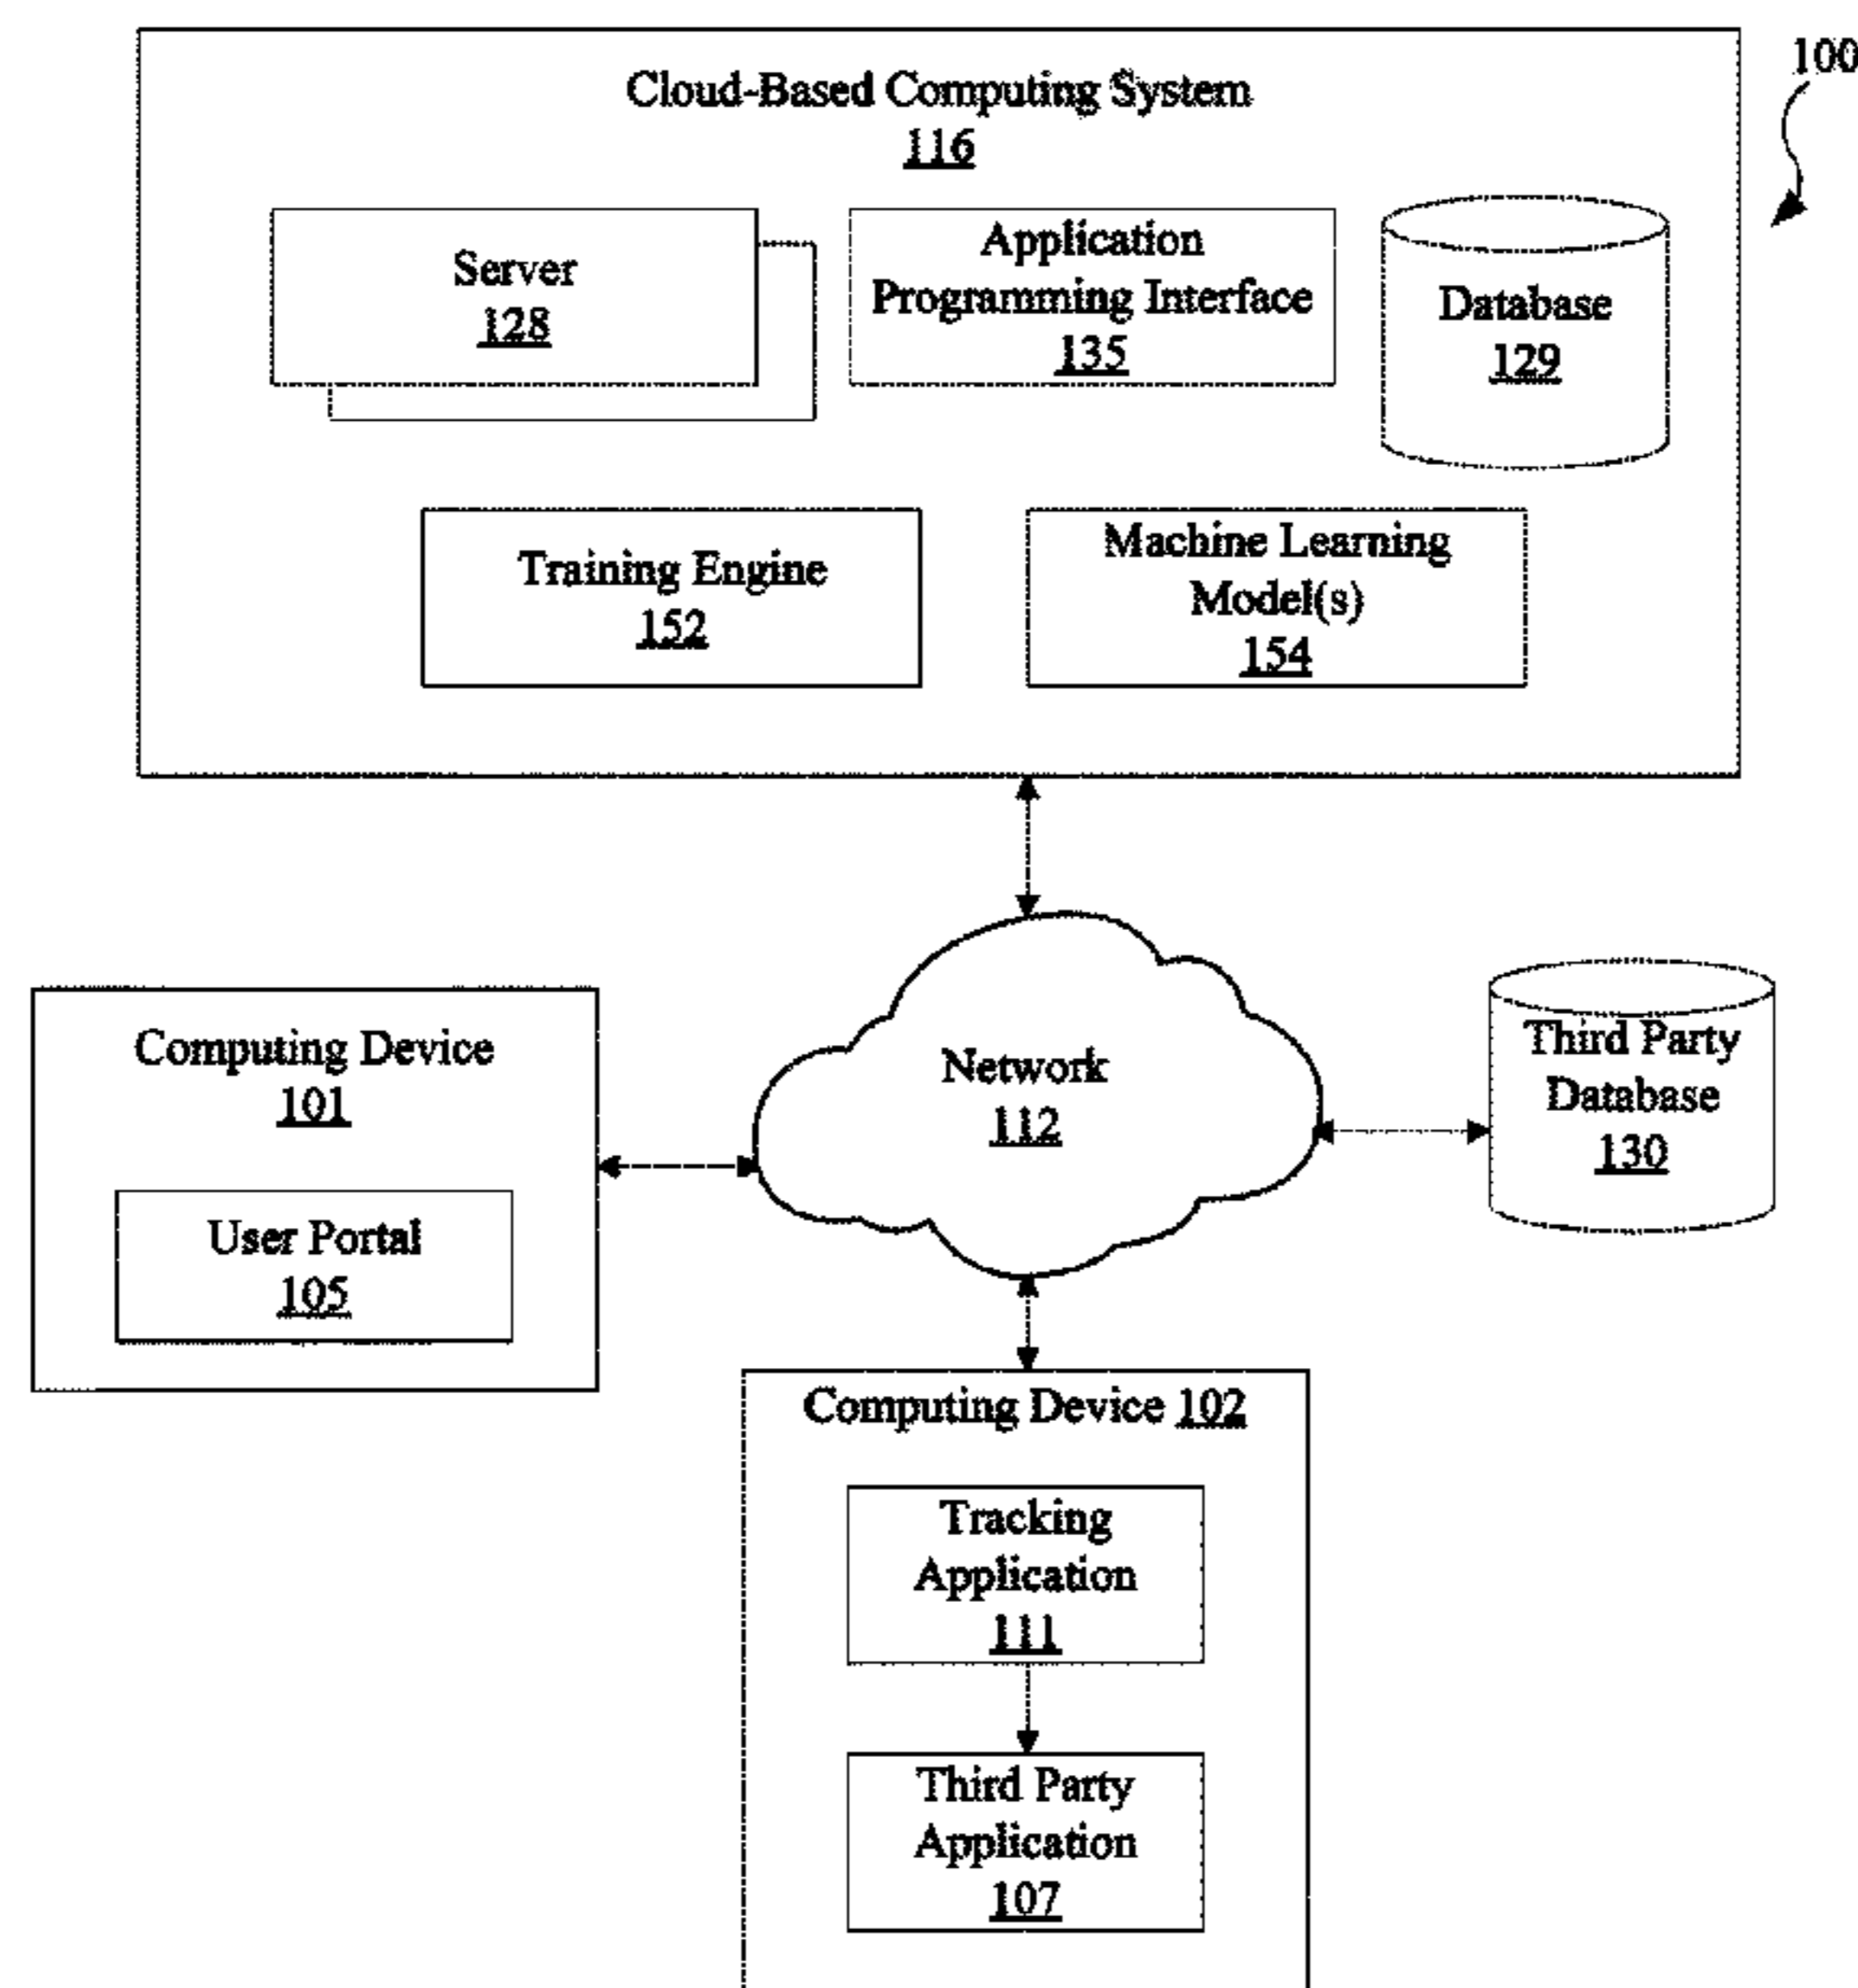 100
Cloud-Based Computing System
116
Server
128
Application
Programming Interface
135
Database
129
Training Engine
152
Machine Learning
Model(s)
154
Computing Device
101
User Portal
105
Network
112
Third Party
Database
130
Computing Device 102
Tracking
Application
111
Third Party
Application
107